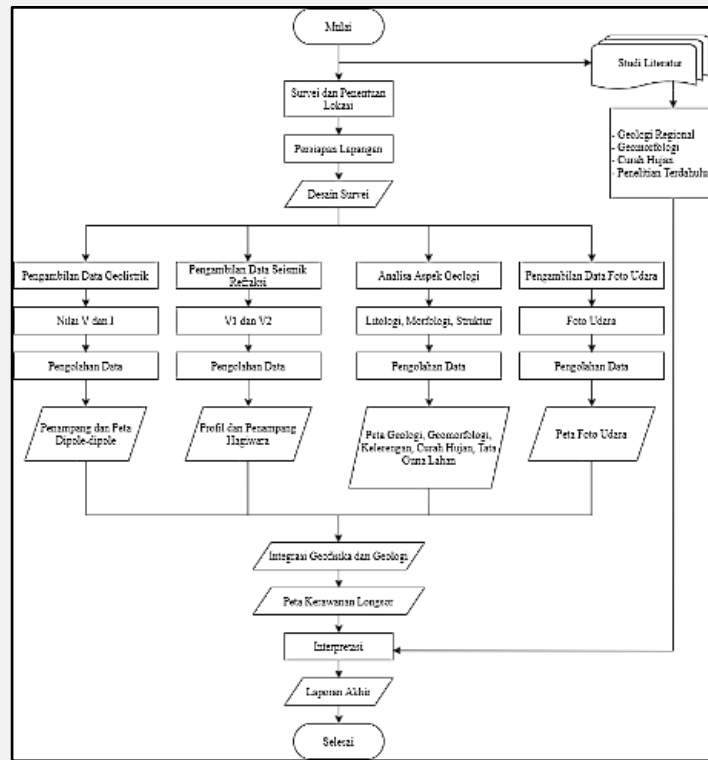 Mulai
Studi Literatur
Survei dan Penentuan
Lokasi
- Geologi Regional
- Geomorfologi
- Curah Hujan
- Penelitian Terdahulu
Persiapan Lapangan
Desain Survei
Pengambilan Data Geolistrik
Pengambilan Data Seismik
Refraksi
Analisa Aspek Geologi
Pengambilan Data Foto Udara
Nilai V dan I
V1 dan V2
Litologi, Morfologi, Struktur
Foto Udara
Pengolahan Data
Pengolahan Data
Pengolahan Data
Pengolahan Data
Penampang dan Peta
Dipole-dipole
Profil dan Penampang
Hagiwara
Peta Geologi, Geomorfologi,
Kelerengan, Curah Hujan, Tata
Guna Lahan
Peta Foto Udara
Integrasi Geofisika dan Geologi
Peta Kerawanan Longsor
Interpretasi
Laporan Akhir
Selesai